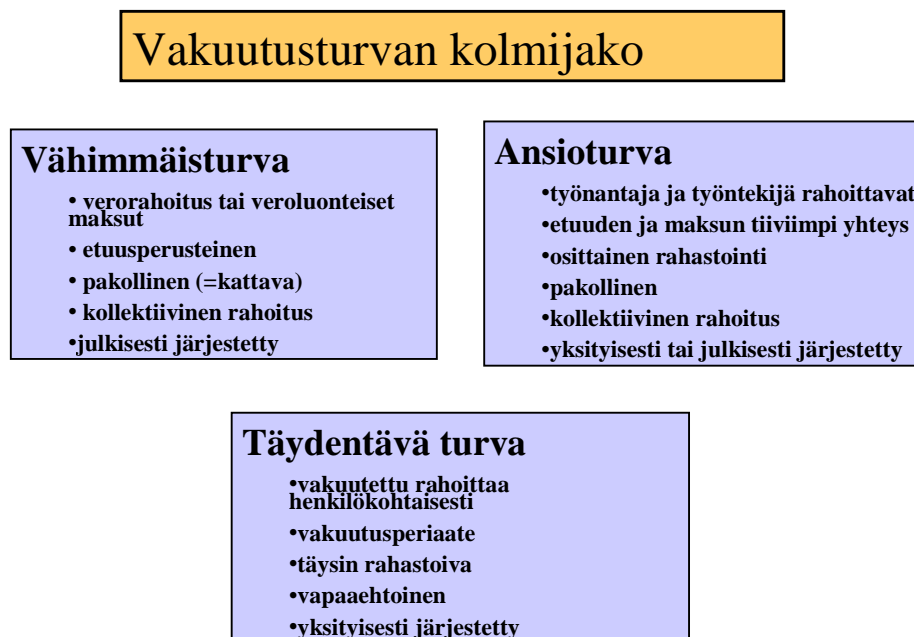 Vakuutusturvan kolmijako
Vähimmäisturva
• verorahoitus tai veroluonteiset
maksut
• etuusperusteinen
• pakollinen (=kattava)
• kollektiivinen rahoitus
•julkisesti järjestetty
Ansioturva
•työnantaja ja työntekijä rahoittavat
•etuuden ja maksun tiiviimpi yhteys
•osittainen rahastointi
•pakollinen
•kollektiivinen rahoitus
•yksityisesti tai julkisesti järjestetty
Täydentävä turva
•vakuutettu rahoittaa
henkilökohtaisesti
•vakuutusperiaate
•täysin rahastoiva
•vapaaehtoinen
•yksityisesti järjestetty